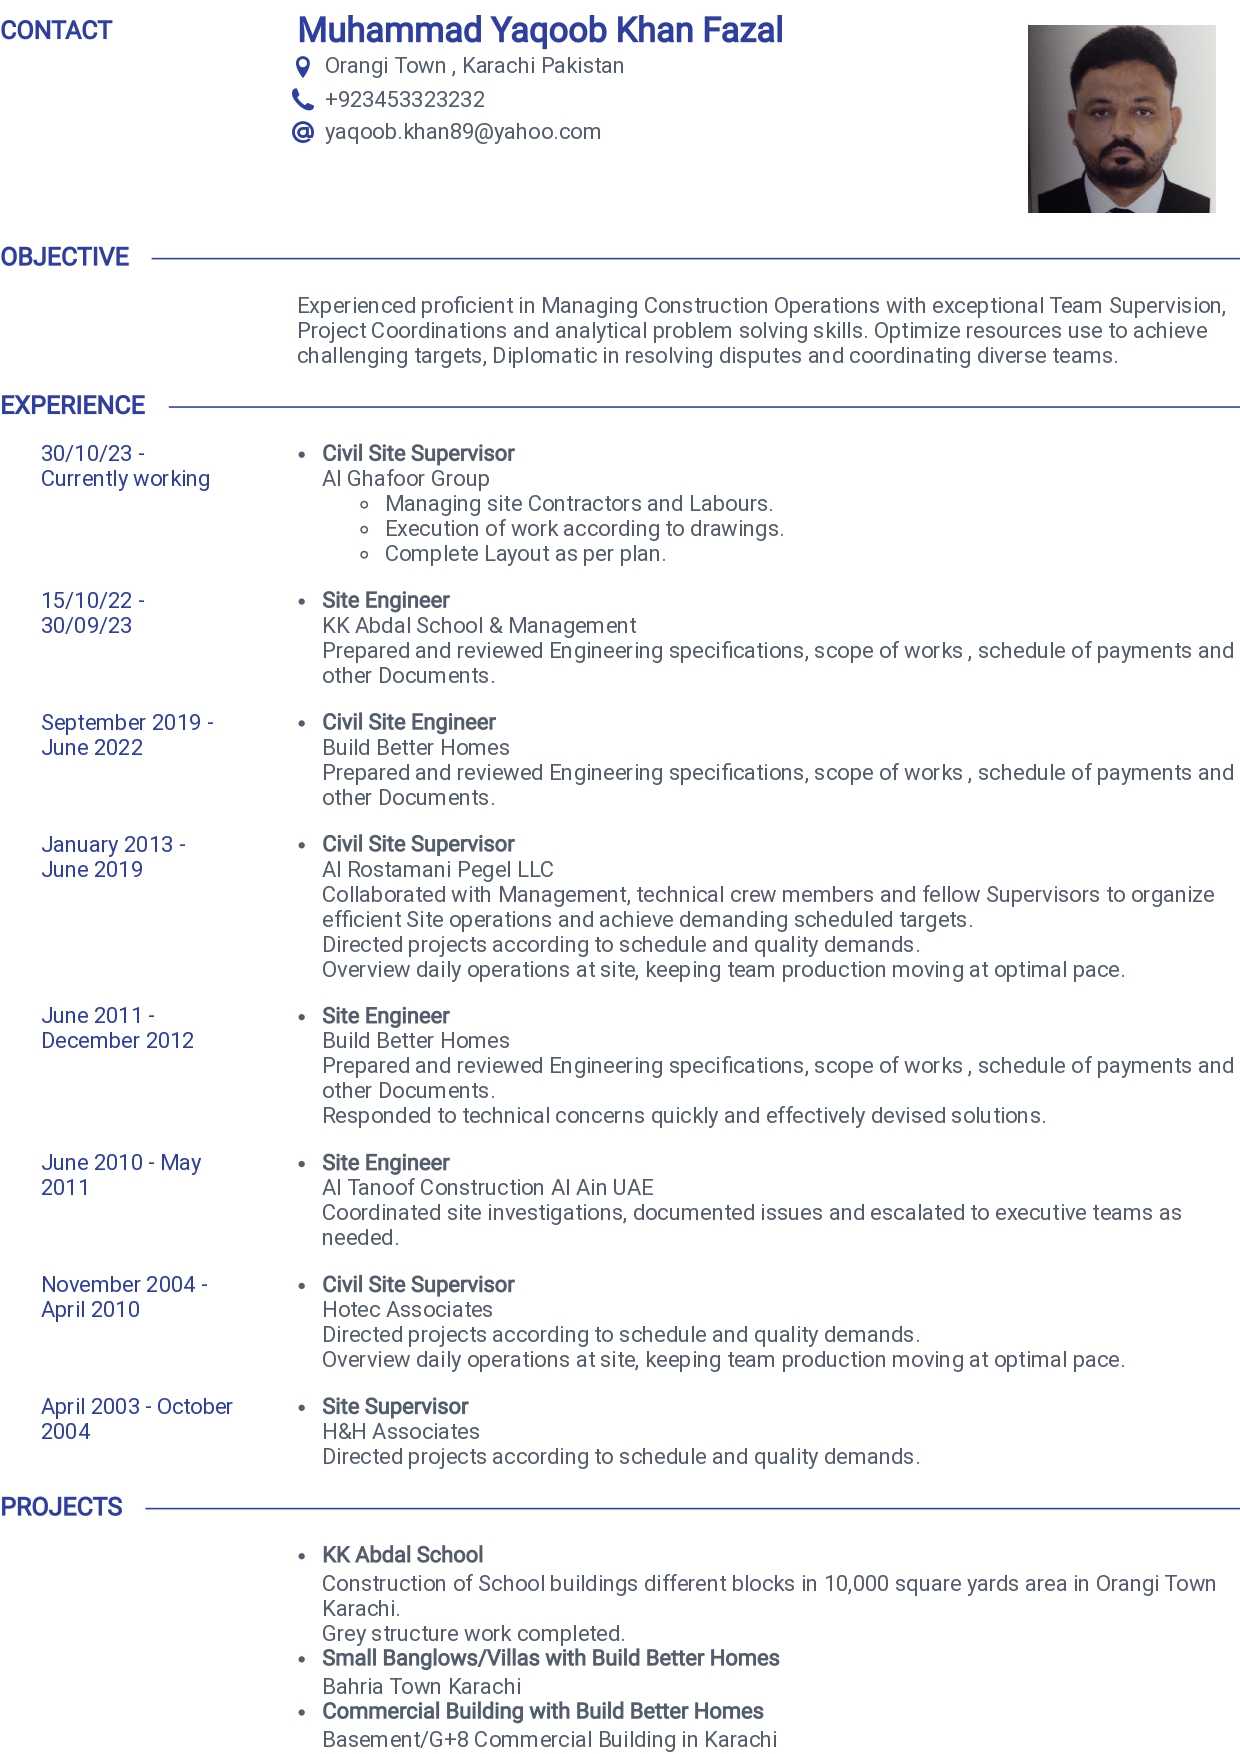 CONTACT
Muhammad Yaqoob Khan Fazal
Orangi Town , Karachi Pakistan
+923453323232
yaqoob.khan89@yahoo.com
OBJECTIVE
Experienced proficient in Managing Construction Operations with exceptional Team Supervision,
Project Coordinations and analytical problem solving skills. Optimize resources use to achieve
challenging targets, Diplomatic in resolving disputes and coordinating diverse teams.
EXPERIENCE
30/10/23 -
Currently working
• Civil Site Supervisor
Al Ghafoor Group
◦ Managing site Contractors and Labours.
◦ Execution of work according to drawings.
◦ Complete Layout as per plan.
15/10/22 -
30/09/23
• Site Engineer
KK Abdal School & Management
Prepared and reviewed Engineering specifications, scope of works , schedule of payments and
other Documents.
September 2019 -
June 2022
• Civil Site Engineer
Build Better Homes
Prepared and reviewed Engineering specifications, scope of works , schedule of payments and
other Documents.
January 2013 -
June 2019
• Civil Site Supervisor
Al Rostamani Pegel LLC
Collaborated with Management, technical crew members and fellow Supervisors to organize
efficient Site operations and achieve demanding scheduled targets.
Directed projects according to schedule and quality demands.
Overview daily operations at site, keeping team production moving at optimal pace.
June 2011 -
December 2012
• Site Engineer
Build Better Homes
Prepared and reviewed Engineering specifications, scope of works , schedule of payments and
other Documents.
Responded to technical concerns quickly and effectively devised solutions.
June 2010 - May
2011
• Site Engineer
Al Tanoof Construction Al Ain UAE
Coordinated site investigations, documented issues and escalated to executive teams as
needed.
November 2004 -
April 2010
• Civil Site Supervisor
Hotec Associates
Directed projects according to schedule and quality demands.
Overview daily operations at site, keeping team production moving at optimal pace.
April 2003 - October
2004
• Site Supervisor
H&H Associates
Directed projects according to schedule and quality demands.
PROJECTS
• KK Abdal School
Construction of School buildings different blocks in 10,000 square yards area in Orangi Town
Karachi.
Grey structure work completed.
• Small Banglows/Villas with Build Better Homes
Bahria Town Karachi
• Commercial Building with Build Better Homes
Basement/G+8 Commercial Building in Karachi